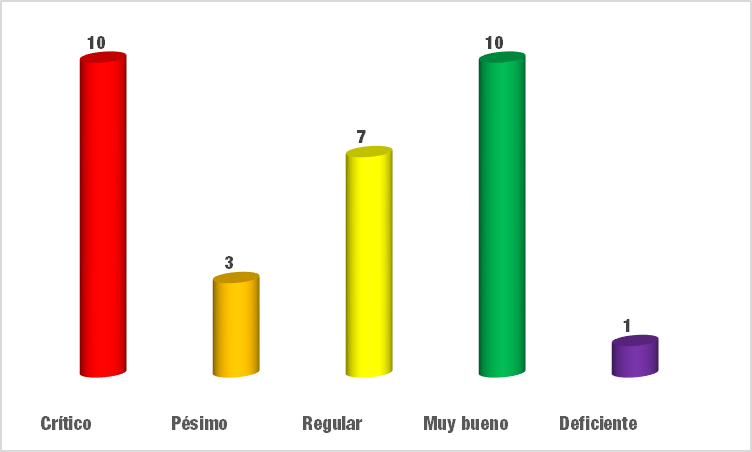 10
10
7
3
1
Crítico
Pésimo
Regular
Muy bueno
Deficiente